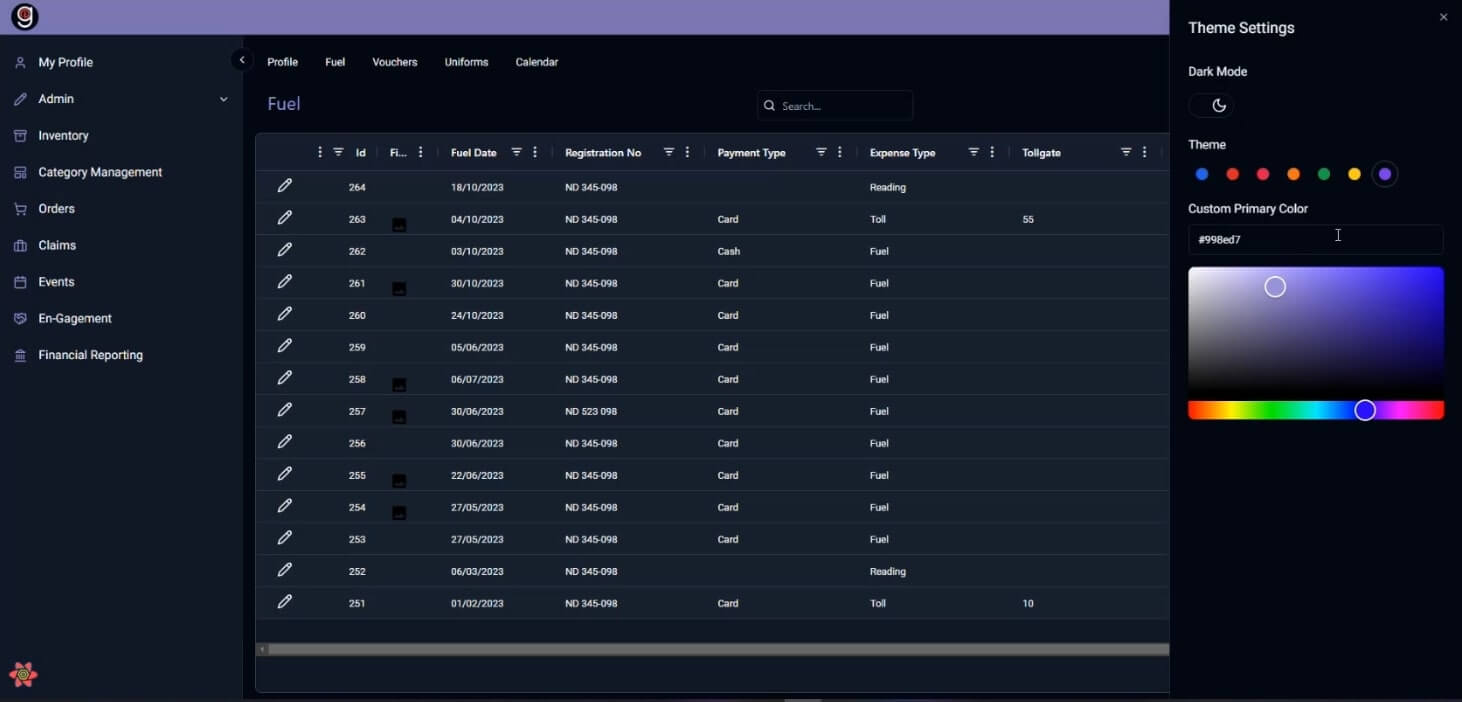 g
Theme Settings
My Profile
Admin
Inventory
Category Management
Orders
Claims
Events
En-Gagement
Financial Reporting
Profile Fuel Vouchers Uniforms Calendar
Fuel
Search...
Id Fi... Fuel Date Registration No Payment Type Expense Type Tollgate
264 18/10/2023 ND 345-098 Reading
263 04/10/2023 ND 345-098 Card Toll 55
262 03/10/2023 ND 345-098 Cash Fuel
261 30/10/2023 ND 345-098 Card Fuel
260 24/10/2023 ND 345-098 Card Fuel
259 05/06/2023 ND 345-098 Card Fuel
258 06/07/2023 ND 345-098 Card Fuel
257 30/06/2023 ND 523 098 Card Fuel
256 30/06/2023 ND 345-098 Card Fuel
255 22/06/2023 ND 345-098 Card Fuel
254 27/05/2023 ND 345-098 Card Fuel
253 27/05/2023 ND 345-098 Card Fuel
252 06/03/2023 ND 345-098 Reading
251 01/02/2023 ND 345-098 Card Toll 10
Dark Mode
Theme
Custom Primary Color
#998ed7